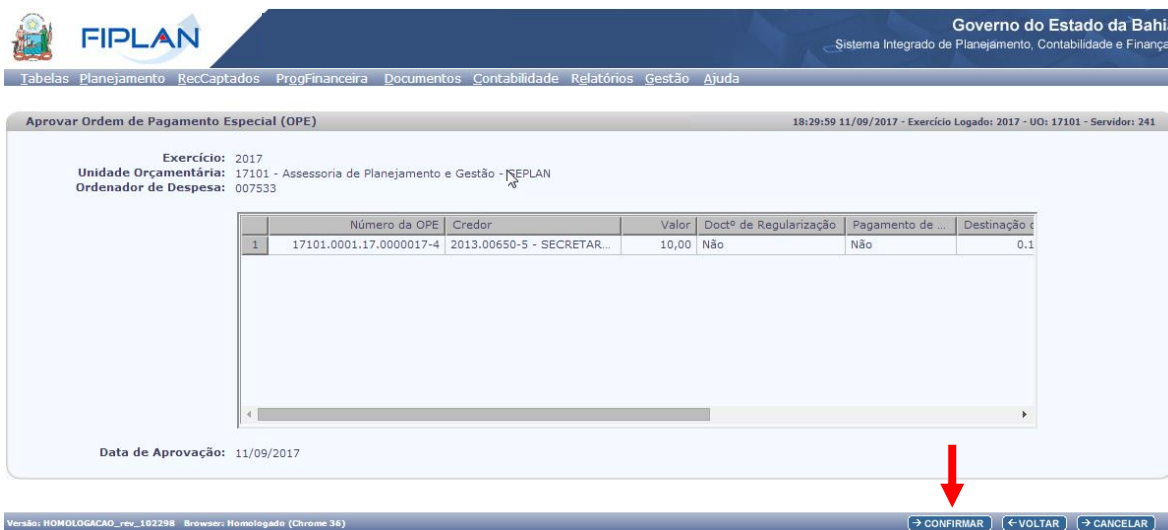 FIPLAN
Governo do Estado da Bahi
Sistema Integrado de Planejamento, Contabilidade e Finança
Tabelas Planejamento RecCaptados ProgFinanceira Documentos Contabilidade Relatórios Gestão Ajuda
Aprovar Ordem de Pagamento Especial (OPE) 18:29:59 11/09/2017 - Exercício Logado: 2017 - UO: 17101 - Servidor: 241
Exercício: 2017
Unidade Orçamentária: 17101 - Assessoria de Planejamento e Gestão - SEPLAN
Ordenador de Despesa: 007533
Número da OPE Credor Valor Doctº de Regularização Pagamento de ... Destinação d
1 17101.0001.17.0000017-4 2013.00650-5 - SECRETAR... 10,00 Não Não 0.1
Data de Aprovação: 11/09/2017
Versão: HOMOLOGACAO_rev_102298 Browser: Homologado (Chrome 36) CONFIRMAR VOLTAR CANCELAR